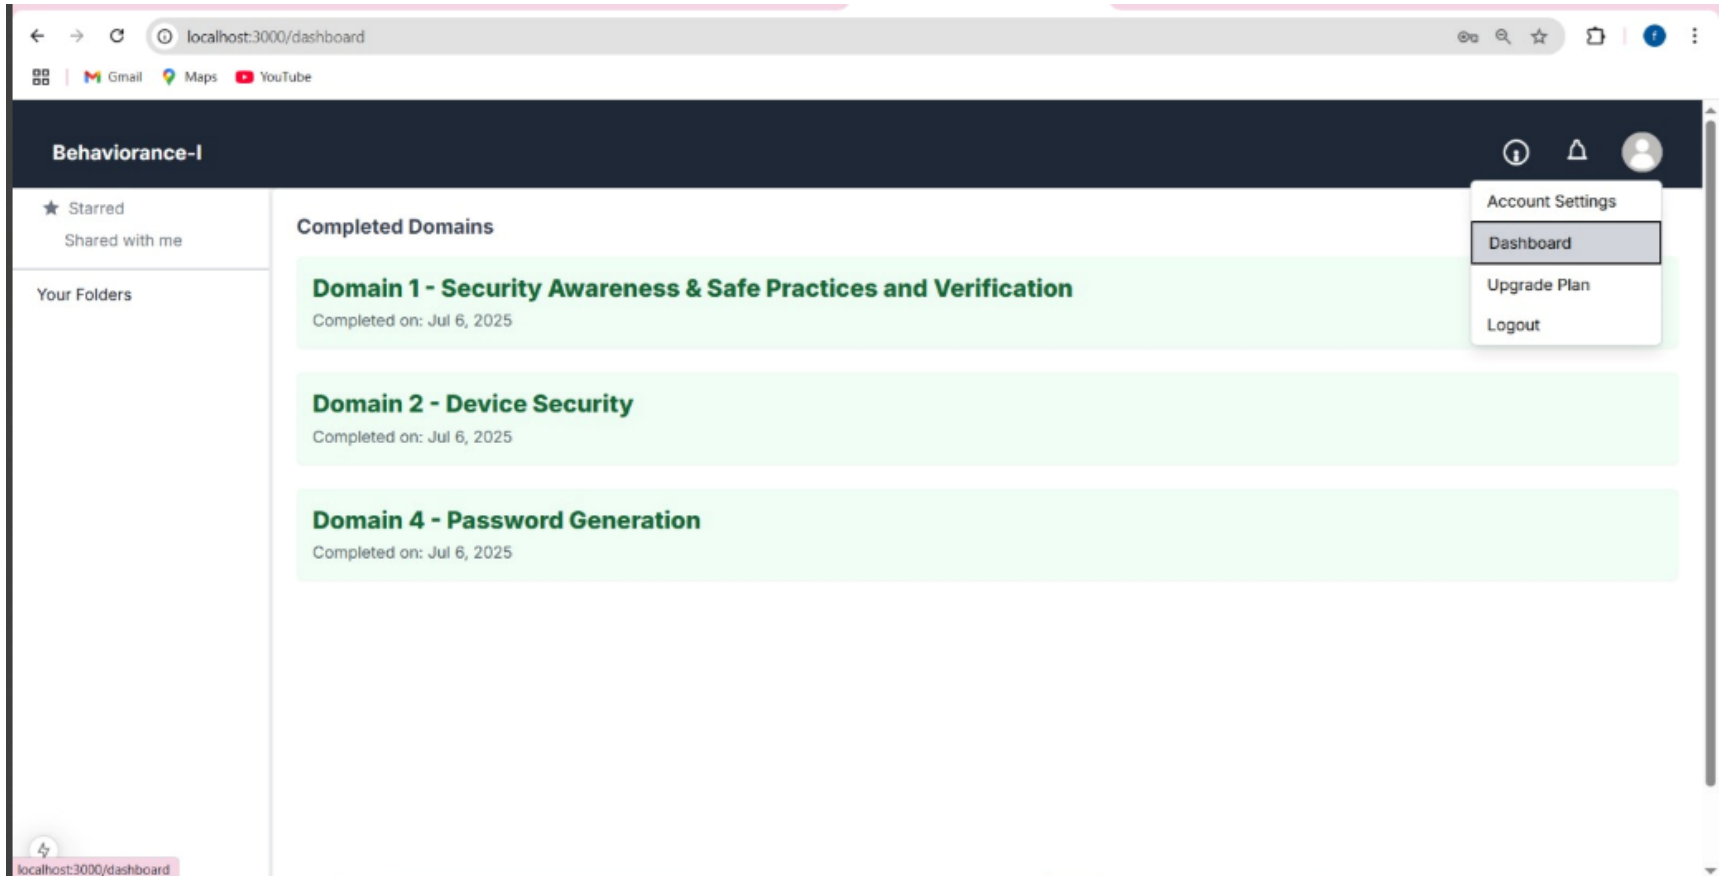 localhost:3000/dashboard
Gmail Maps YouTube
Behaviorance-I
Starred
Shared with me
Your Folders
Completed Domains
Domain 1 - Security Awareness & Safe Practices and Verification
Completed on: Jul 6, 2025
Domain 2 - Device Security
Completed on: Jul 6, 2025
Domain 4 - Password Generation
Completed on: Jul 6, 2025
Account Settings
Dashboard
Upgrade Plan
Logout
f
localhost:3000/dashboard